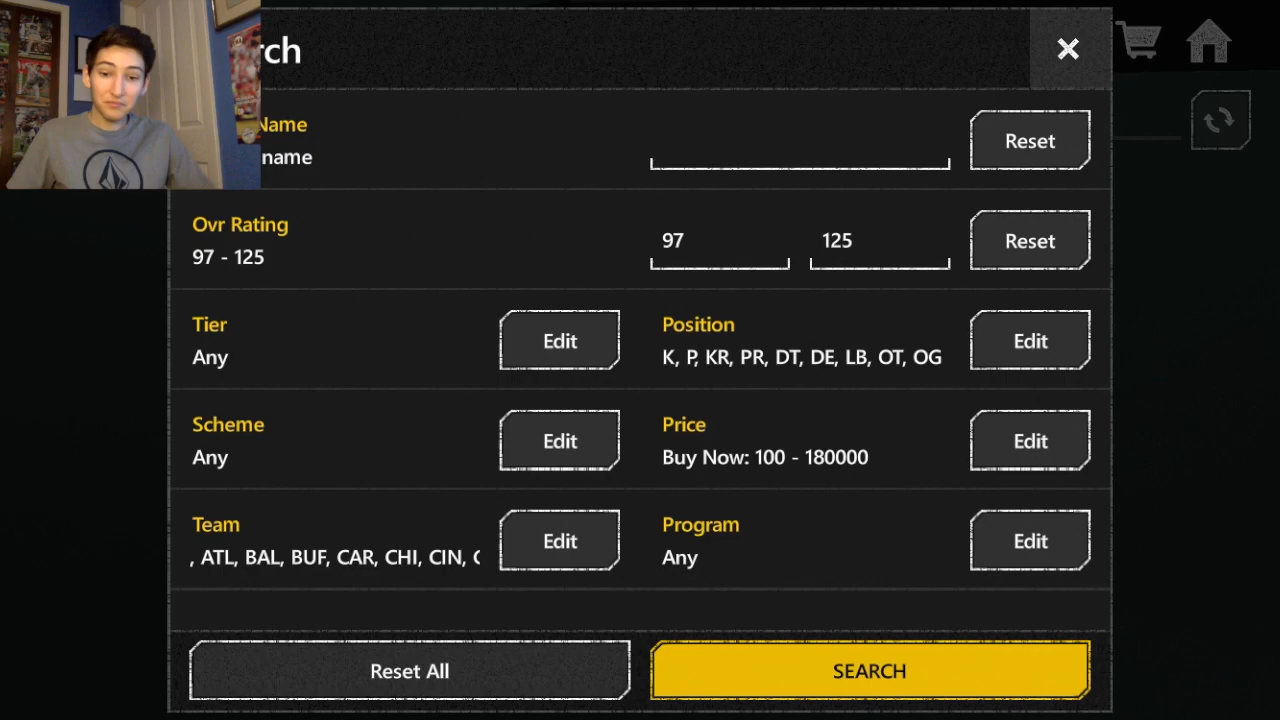 rch
Name
name
Reset
Ovr Rating
97 - 125
97
125
Reset
Tier
Any
Edit
Position
K, P, KR, PR, DT, DE, LB, OT, OG
Edit
Scheme
Any
Edit
Price
Buy Now: 100 - 180000
Edit
Team
, ATL, BAL, BUF, CAR, CHI, CIN, C
Edit
Program
Any
Edit
Reset All
SEARCH